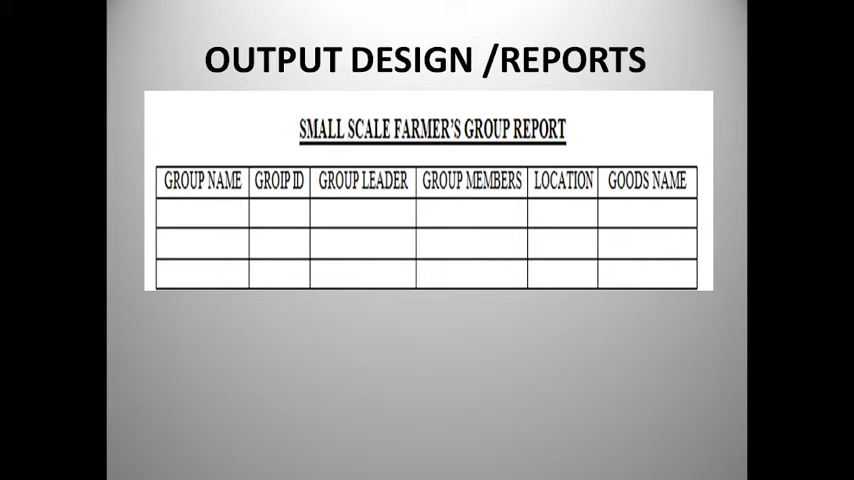 OUTPUT DESIGN /REPORTS
SMALL SCALE FARMER'S GROUP REPORT
GROUP NAME GROIP ID GROUP LEADER GROUP MEMBERS LOCATION GOODS NAME